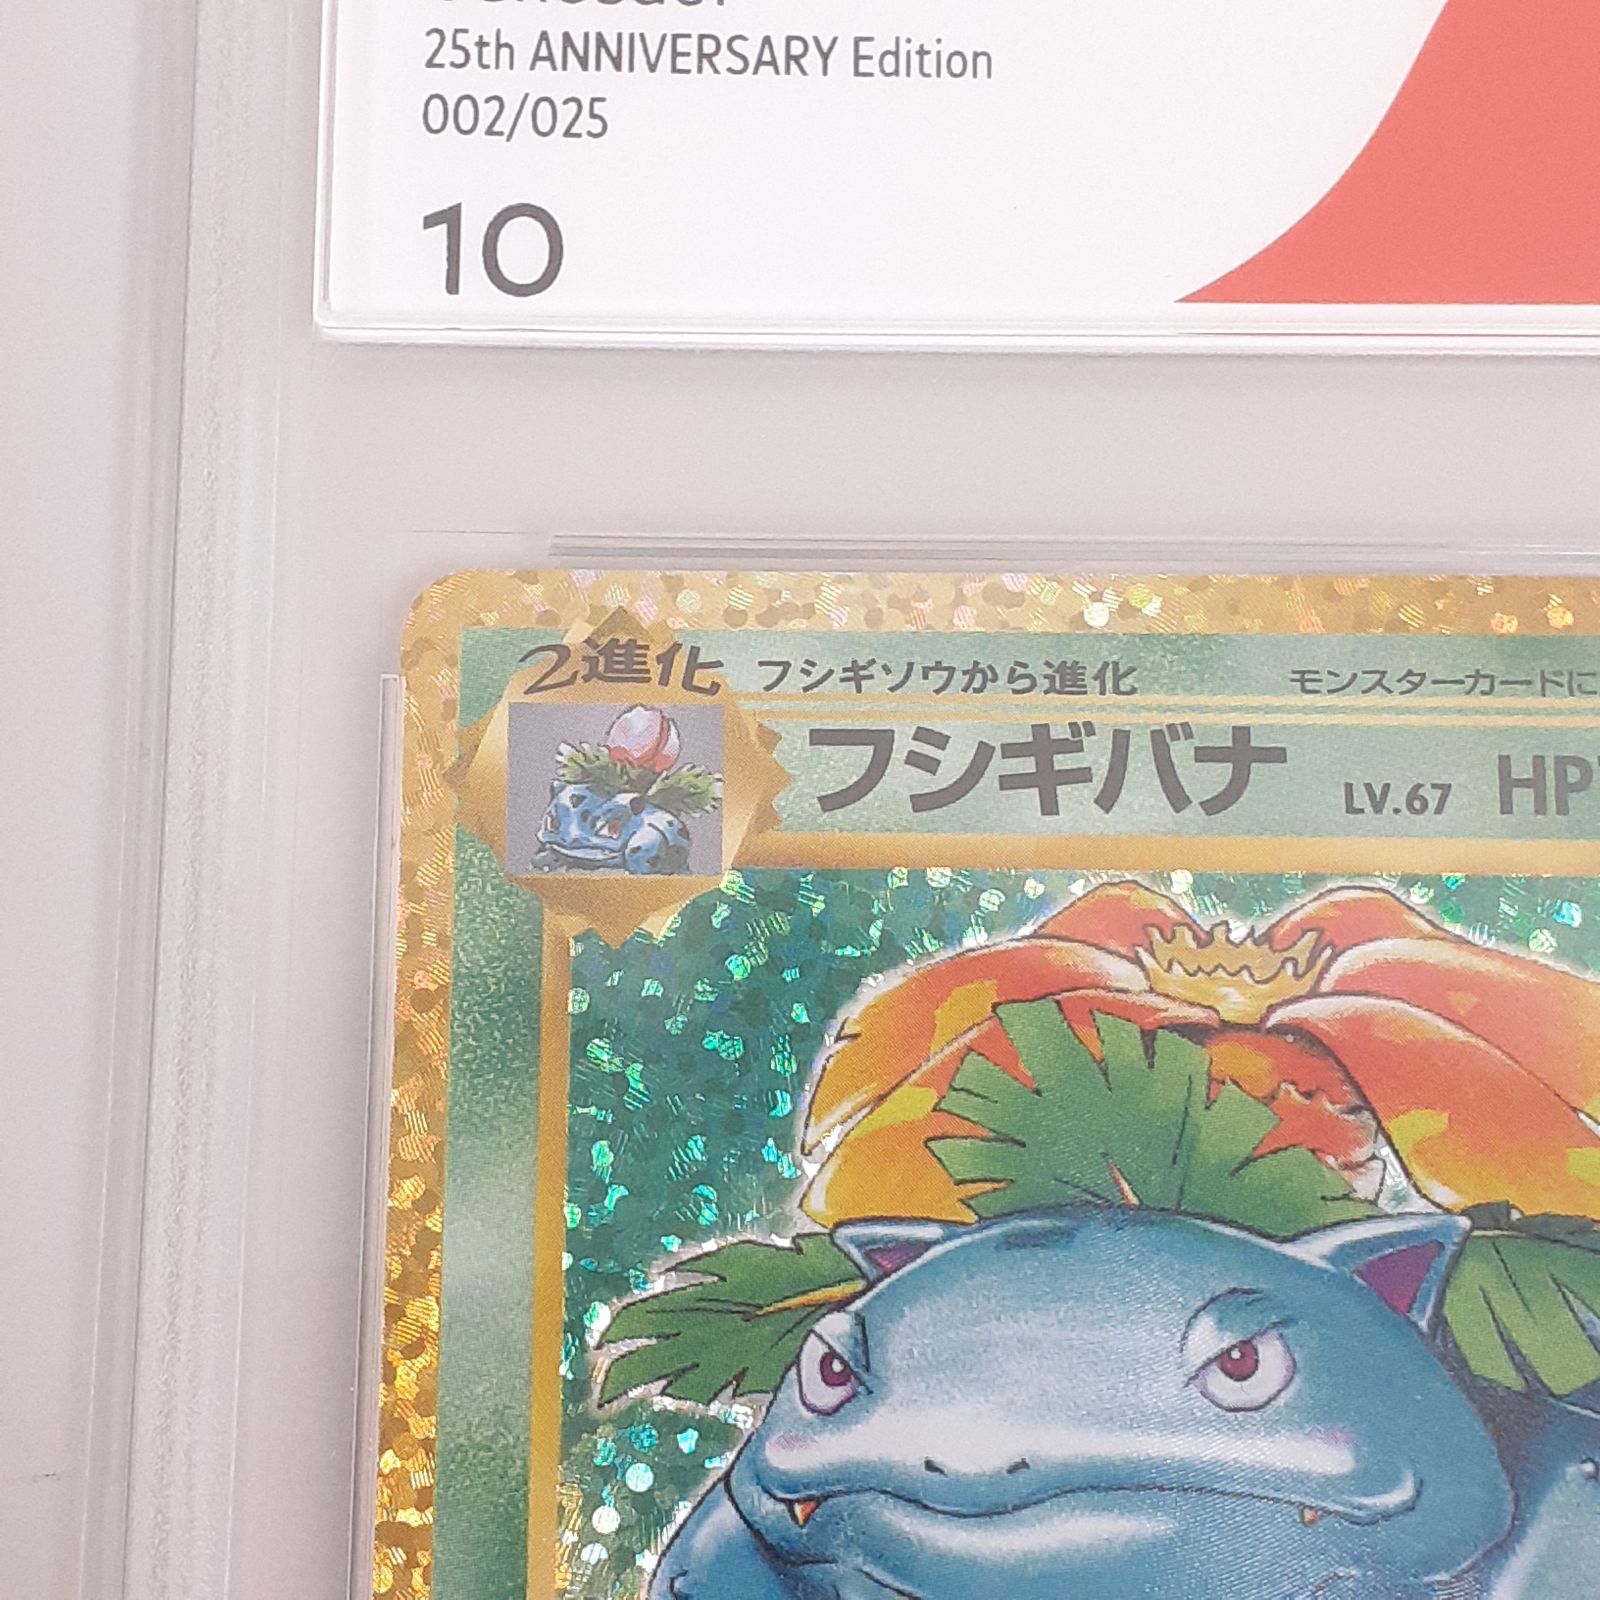 25th ANNIVERSARY Edition
002/025
10
2進化 フシギソウから進化 モンスターカードに
フシギバナ LV.67 HP